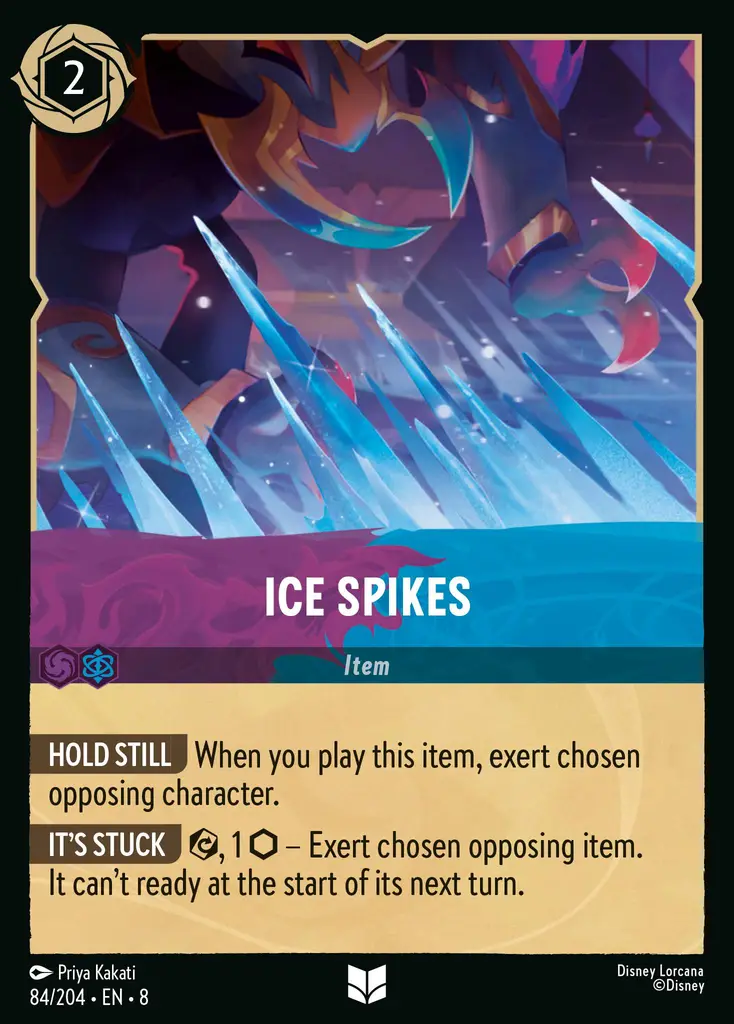 2
ICE SPIKES
Item
HOLD STILL When you play this item, exert chosen
opposing character.
IT'S STUCK , 1 – Exert chosen opposing item.
It can't ready at the start of its next turn.
Priya Kakati
Disney Lorcana
84/204 • EN • 8
©Disney